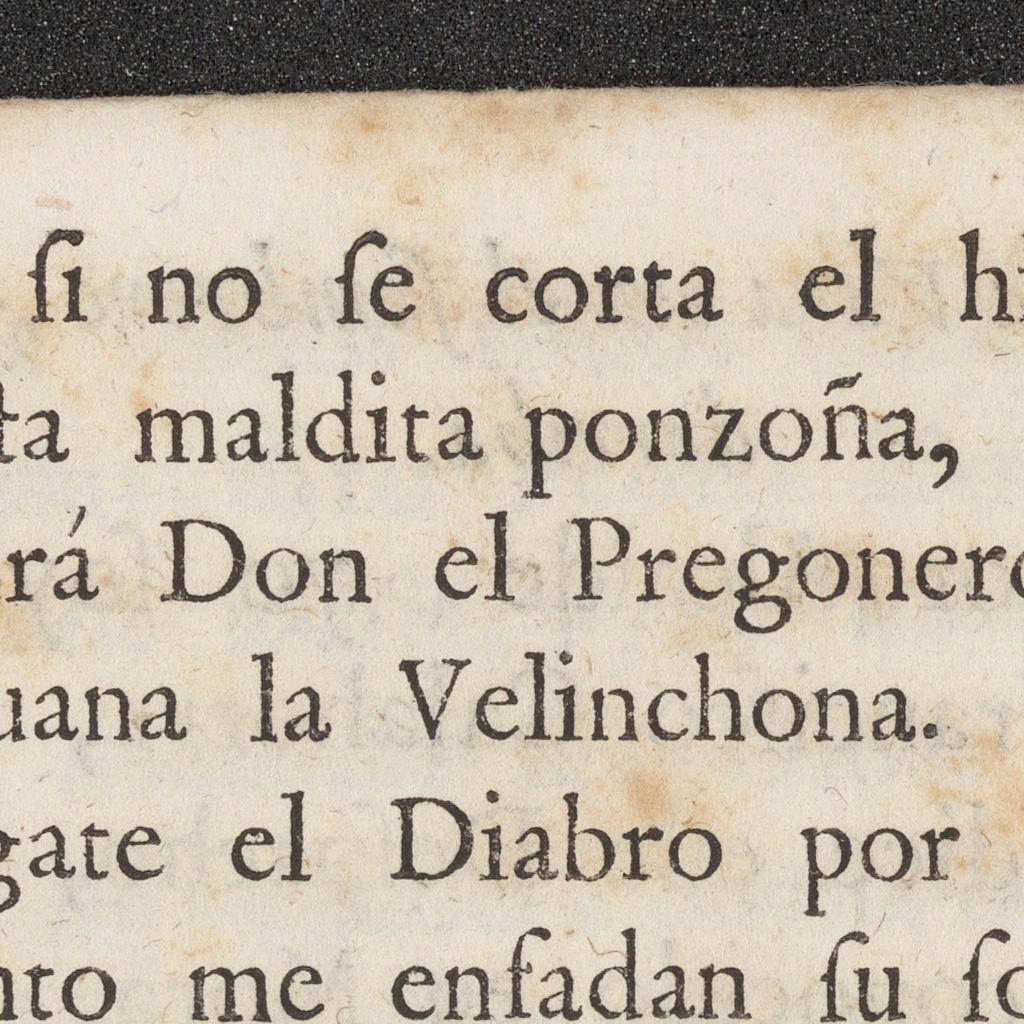 ſi no ſe corta el hi
ta maldita ponzoña,
rá Don el Pregonero
uana la Velinchona.
gate el Diabro por
nto me enfadan ſu ſo